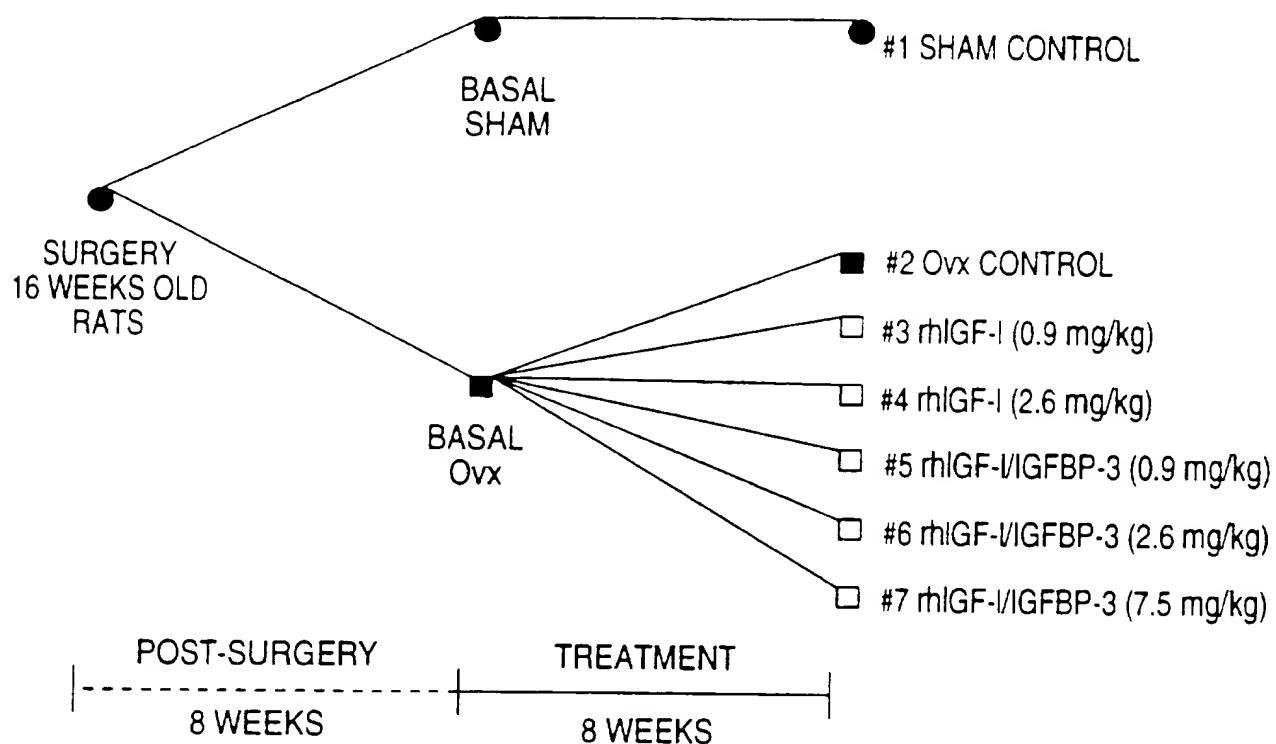 #1 SHAM CONTROL
BASAL
SHAM
SURGERY
16 WEEKS OLD
RATS
#2 Ovx CONTROL
#3 rhIGF-I (0.9 mg/kg)
#4 rhIGF-I (2.6 mg/kg)
BASAL
Ovx
#5 rhIGF-I/IGFBP-3 (0.9 mg/kg)
#6 rhIGF-I/IGFBP-3 (2.6 mg/kg)
#7 rhIGF-I/IGFBP-3 (7.5 mg/kg)
POST-SURGERY
TREATMENT
8 WEEKS
8 WEEKS